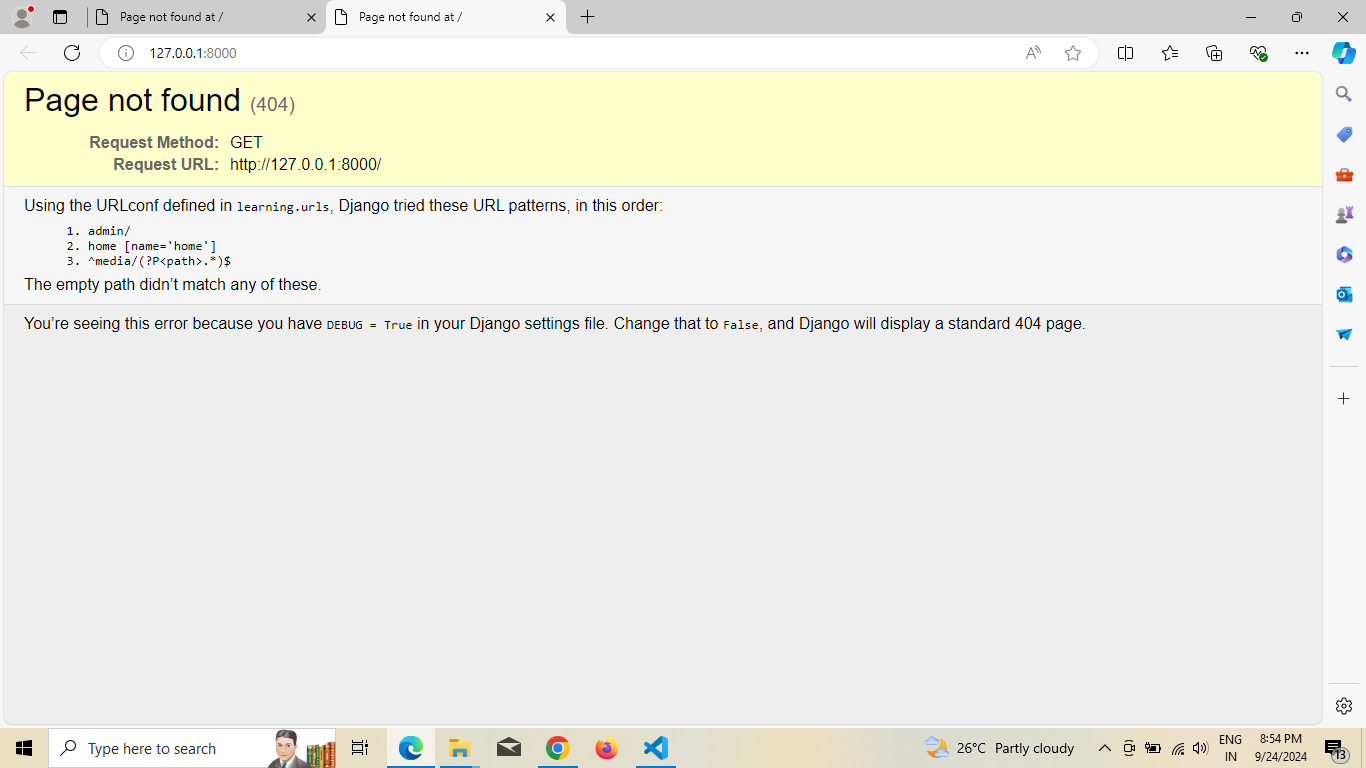 Page not found at /
Page not found at /
127.0.0.1:8000
Page not found (404)
Request Method: GET
Request URL: http://127.0.0.1:8000/
Using the URLconf defined in learning.urls, Django tried these URL patterns, in this order:
1. admin/
2. home [name='home']
3. ^media/(?P<path>.*)$
The empty path didn’t match any of these.
You’re seeing this error because you have DEBUG = True in your Django settings file. Change that to False, and Django will display a standard 404 page.
Type here to search
26°C Partly cloudy
ENG
IN
8:54 PM
9/24/2024
13